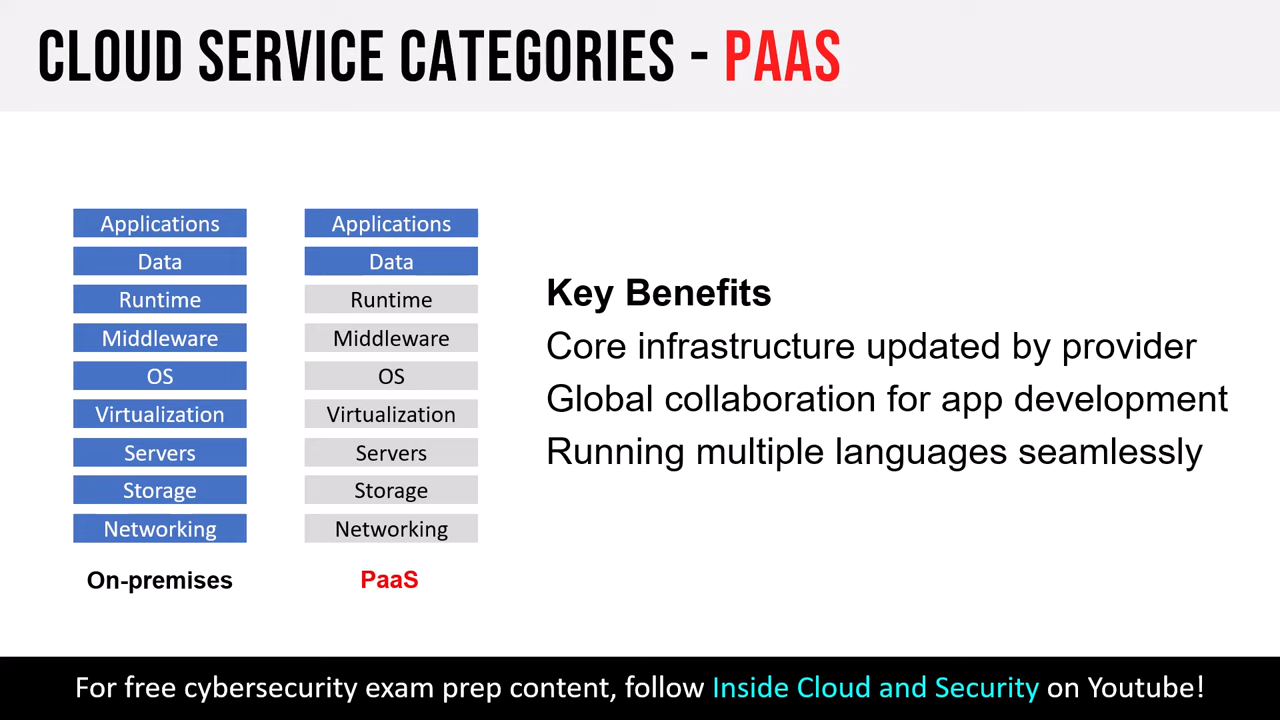 CLOUD SERVICE CATEGORIES - PAAS
Applications
Data
Runtime
Middleware
OS
Virtualization
Servers
Storage
Networking
On-premises
Applications
Data
Runtime
Middleware
OS
Virtualization
Servers
Storage
Networking
PaaS
Key Benefits
Core infrastructure updated by provider
Global collaboration for app development
Running multiple languages seamlessly
For free cybersecurity exam prep content, follow Inside Cloud and Security on Youtube!